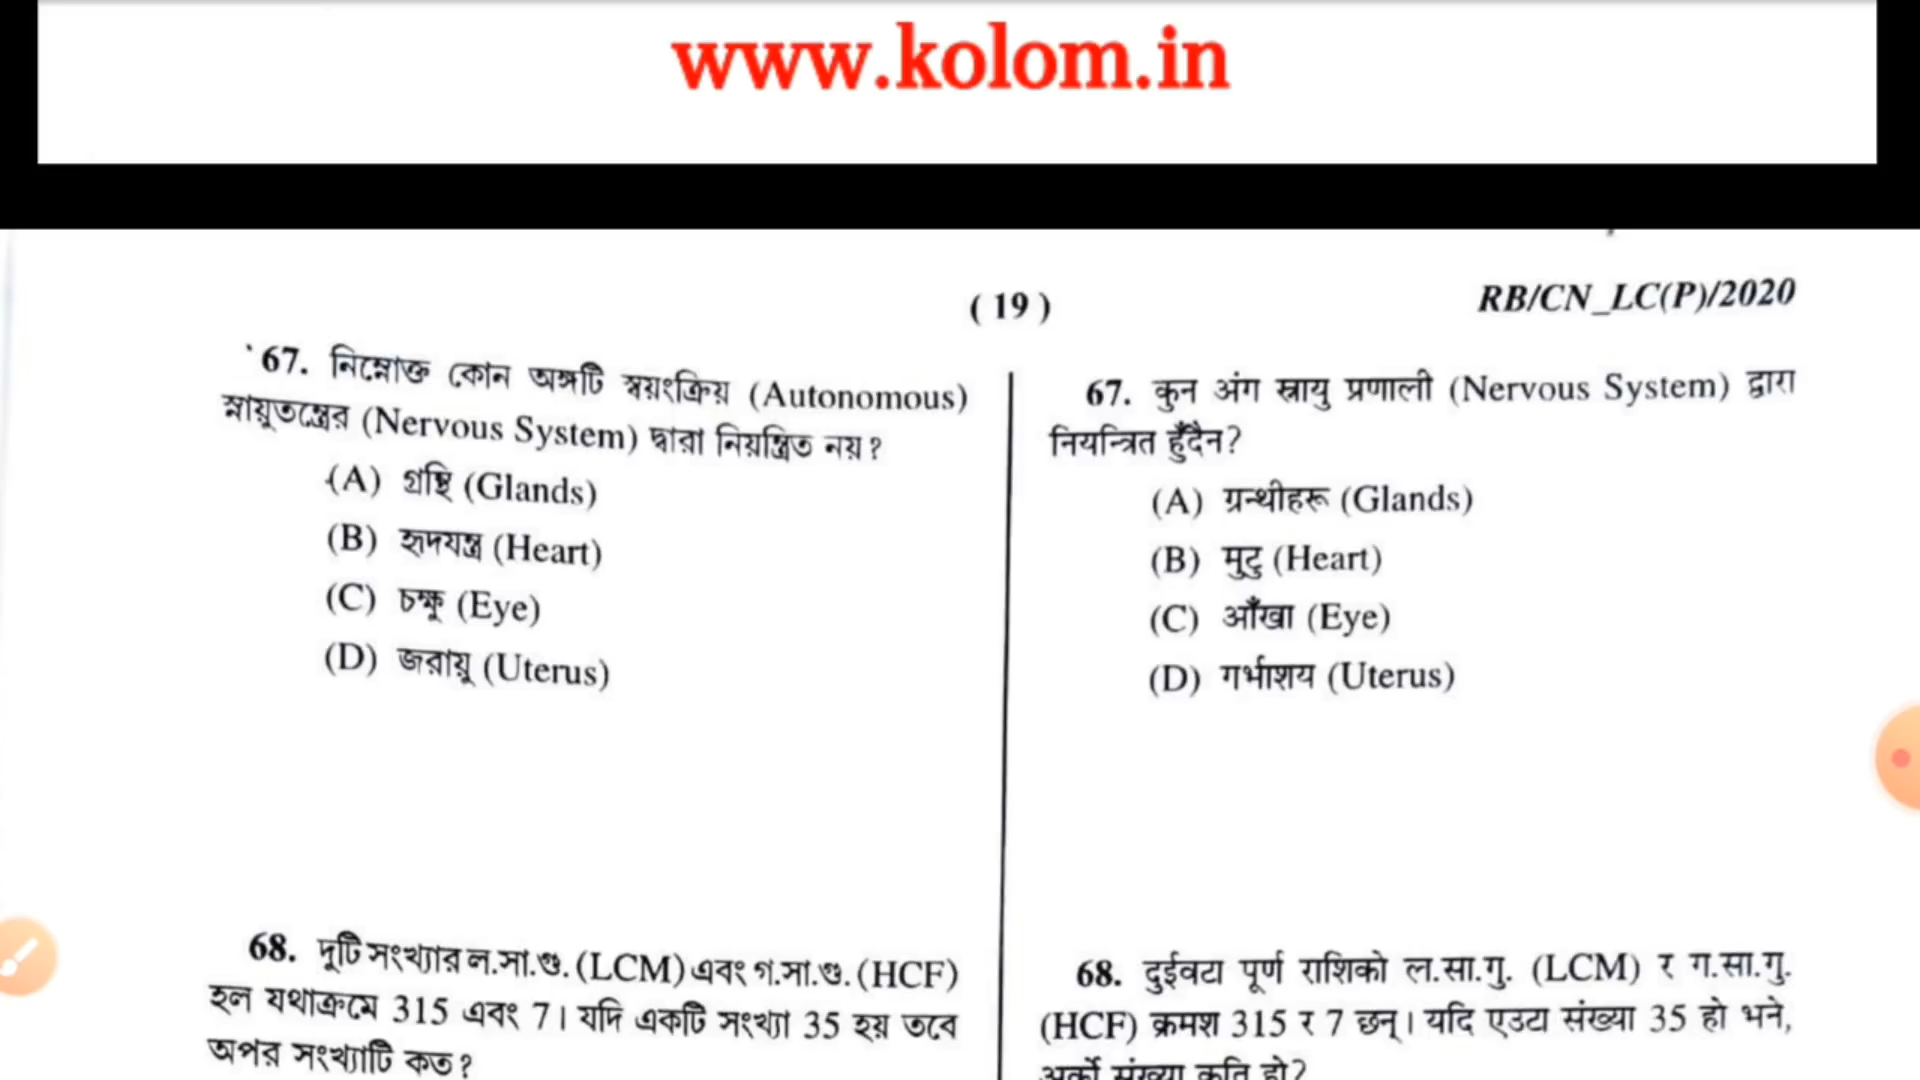 www.kolom.in
( 19 )
RB/CN_LC(P)/2020
67. নিম্নোক্ত কোন অঙ্গটি স্বয়ংক্রিয় (Autonomous)
স্নায়ুতন্ত্রের (Nervous System) দ্বারা নিয়ন্ত্রিত নয়?
(A) গ্রন্থি (Glands)
(B) হৃদযন্ত্র (Heart)
(C) চক্ষু (Eye)
(D) জরায়ু (Uterus)
68. দুটি সংখ্যার ল.সা.গু. (LCM) এবং গ.সা.গু. (HCF)
হল যথাক্রমে 315 এবং 7। যদি একটি সংখ্যা 35 হয় তবে
অপর সংখ্যাটি কত?
67. कुन अंग स्नायु प्रणाली (Nervous System) द्वारा
नियन्त्रित हुँदैन?
(A) ग्रन्थीहरू (Glands)
(B) मुटु (Heart)
(C) आँखा (Eye)
(D) गर्भाशय (Uterus)
68. दुईवटा पूर्ण राशिको ल.सा.गु. (LCM) र ग.सा.गु.
(HCF) क्रमश 315 र 7 छन्। यदि एउटा संख्या 35 हो भने,
अर्को संख्या कति हो?